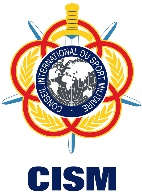 CONSEIL INTERNATIONAL DU SPORT MILITAIRE
CISM